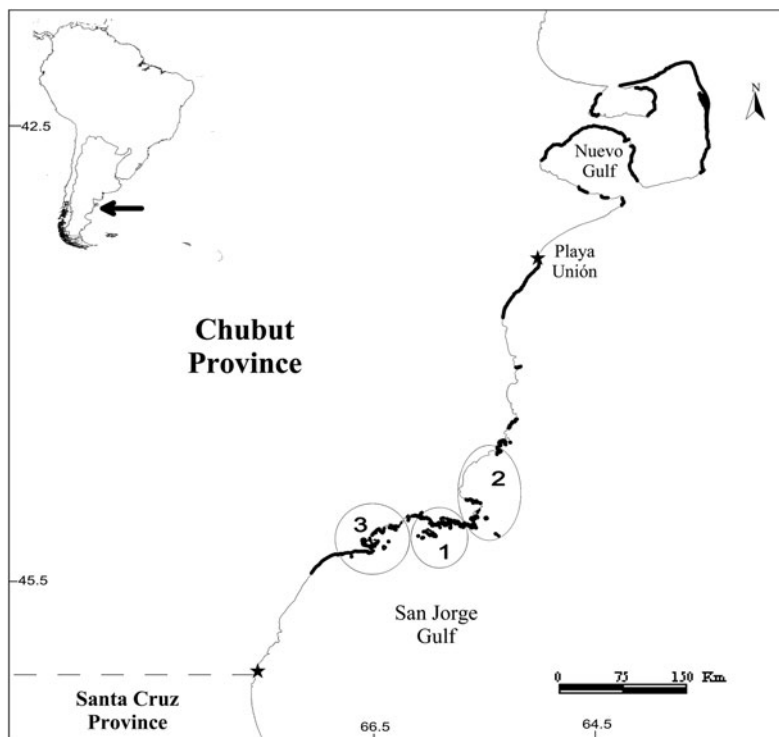 N
42.5
Nuevo
Gulf
Playa
Unión
Chubut
Province
2
3
1
45.5
San Jorge
Gulf
0 75 150 Km.
Santa Cruz
Province
66.5 64.5